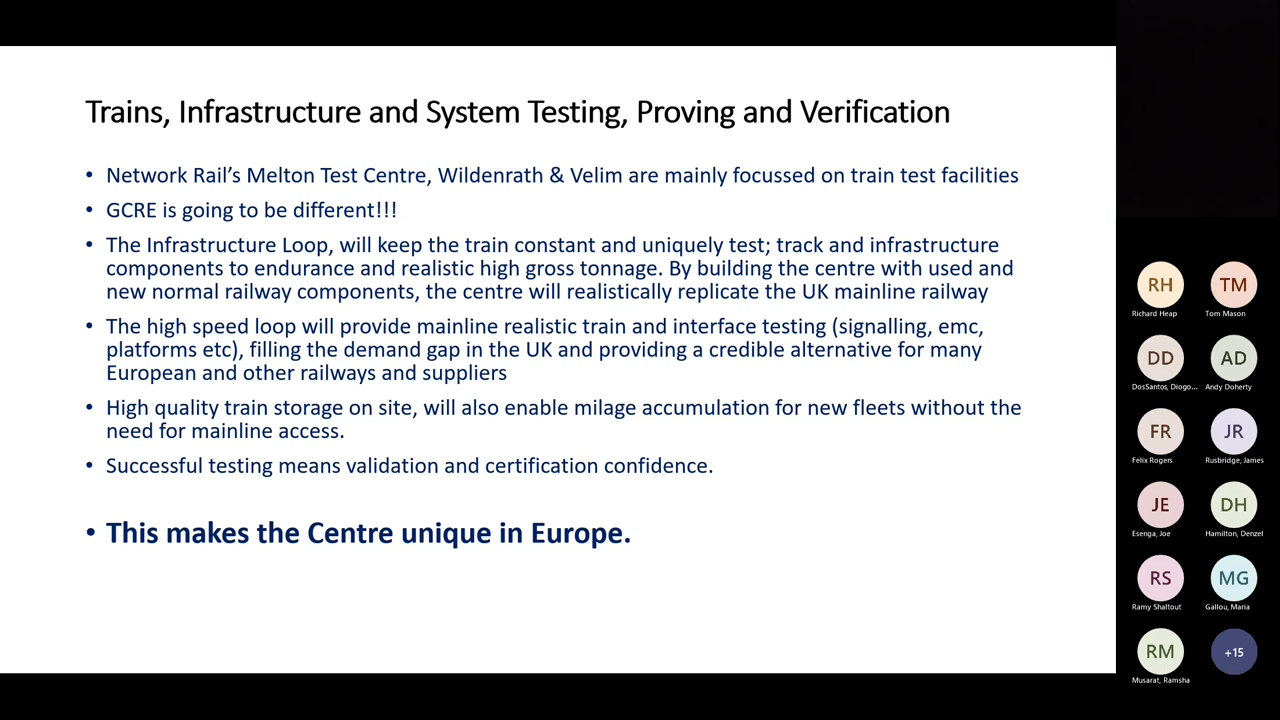 Trains, Infrastructure and System Testing, Proving and Verification
• Network Rail’s Melton Test Centre, Wildenrath & Velim are mainly focussed on train test facilities
• GCRE is going to be different!!!
• The Infrastructure Loop, will keep the train constant and uniquely test; track and infrastructure
components to endurance and realistic high gross tonnage. By building the centre with used and
new normal railway components, the centre will realistically replicate the UK mainline railway
• The high speed loop will provide mainline realistic train and interface testing (signalling, emc,
platforms etc), filling the demand gap in the UK and providing a credible alternative for many
European and other railways and suppliers
• High quality train storage on site, will also enable milage accumulation for new fleets without the
need for mainline access.
• Successful testing means validation and certification confidence.
• This makes the Centre unique in Europe.
RH TM
Richard Heap Tom Mason
DD AD
DosSantos, Diogo... Andy Doherty
FR JR
Felix Rogers Rusbridge, James
JE DH
Esenga, Joe Hamilton, Denzel
RS MG
Ramy Shaltout Gallou, Maria
RM +15
Musarat, Ramsha